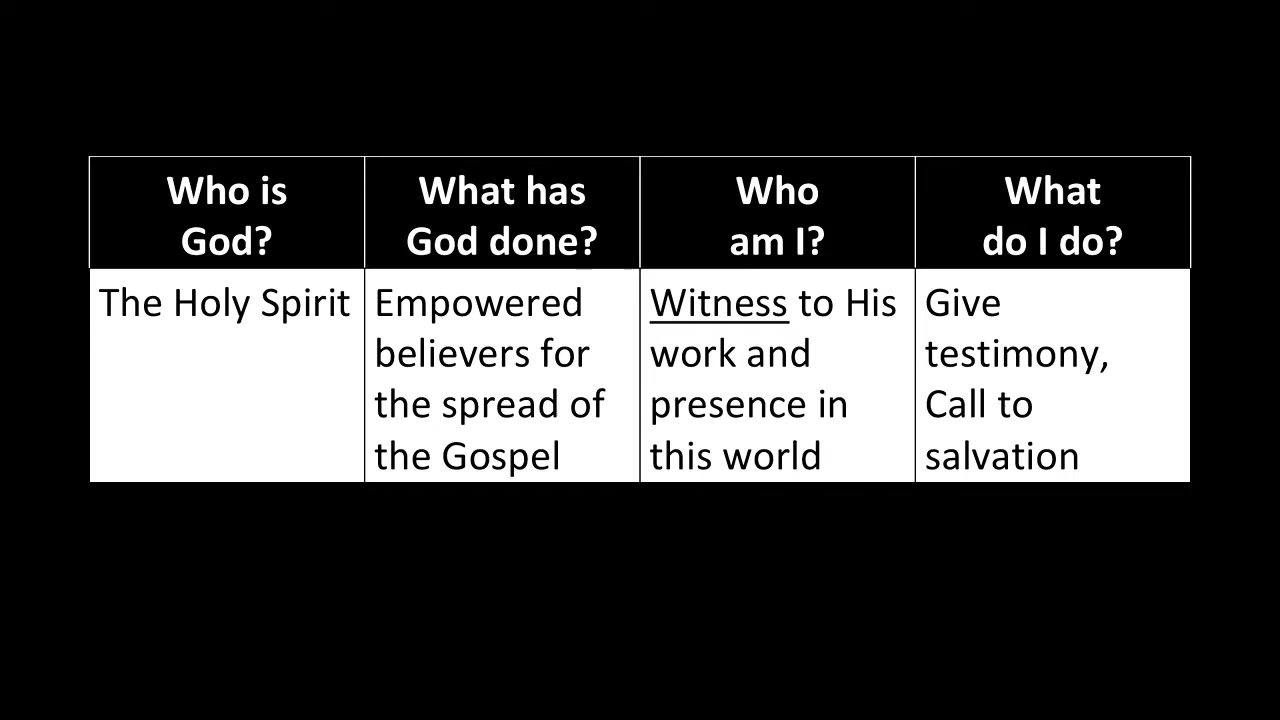 Who is
God?
What has
God done?
Who
am I?
What
do I do?
The Holy Spirit
Empowered
believers for
the spread of
the Gospel
Witness to His
work and
presence in
this world
Give
testimony,
Call to
salvation